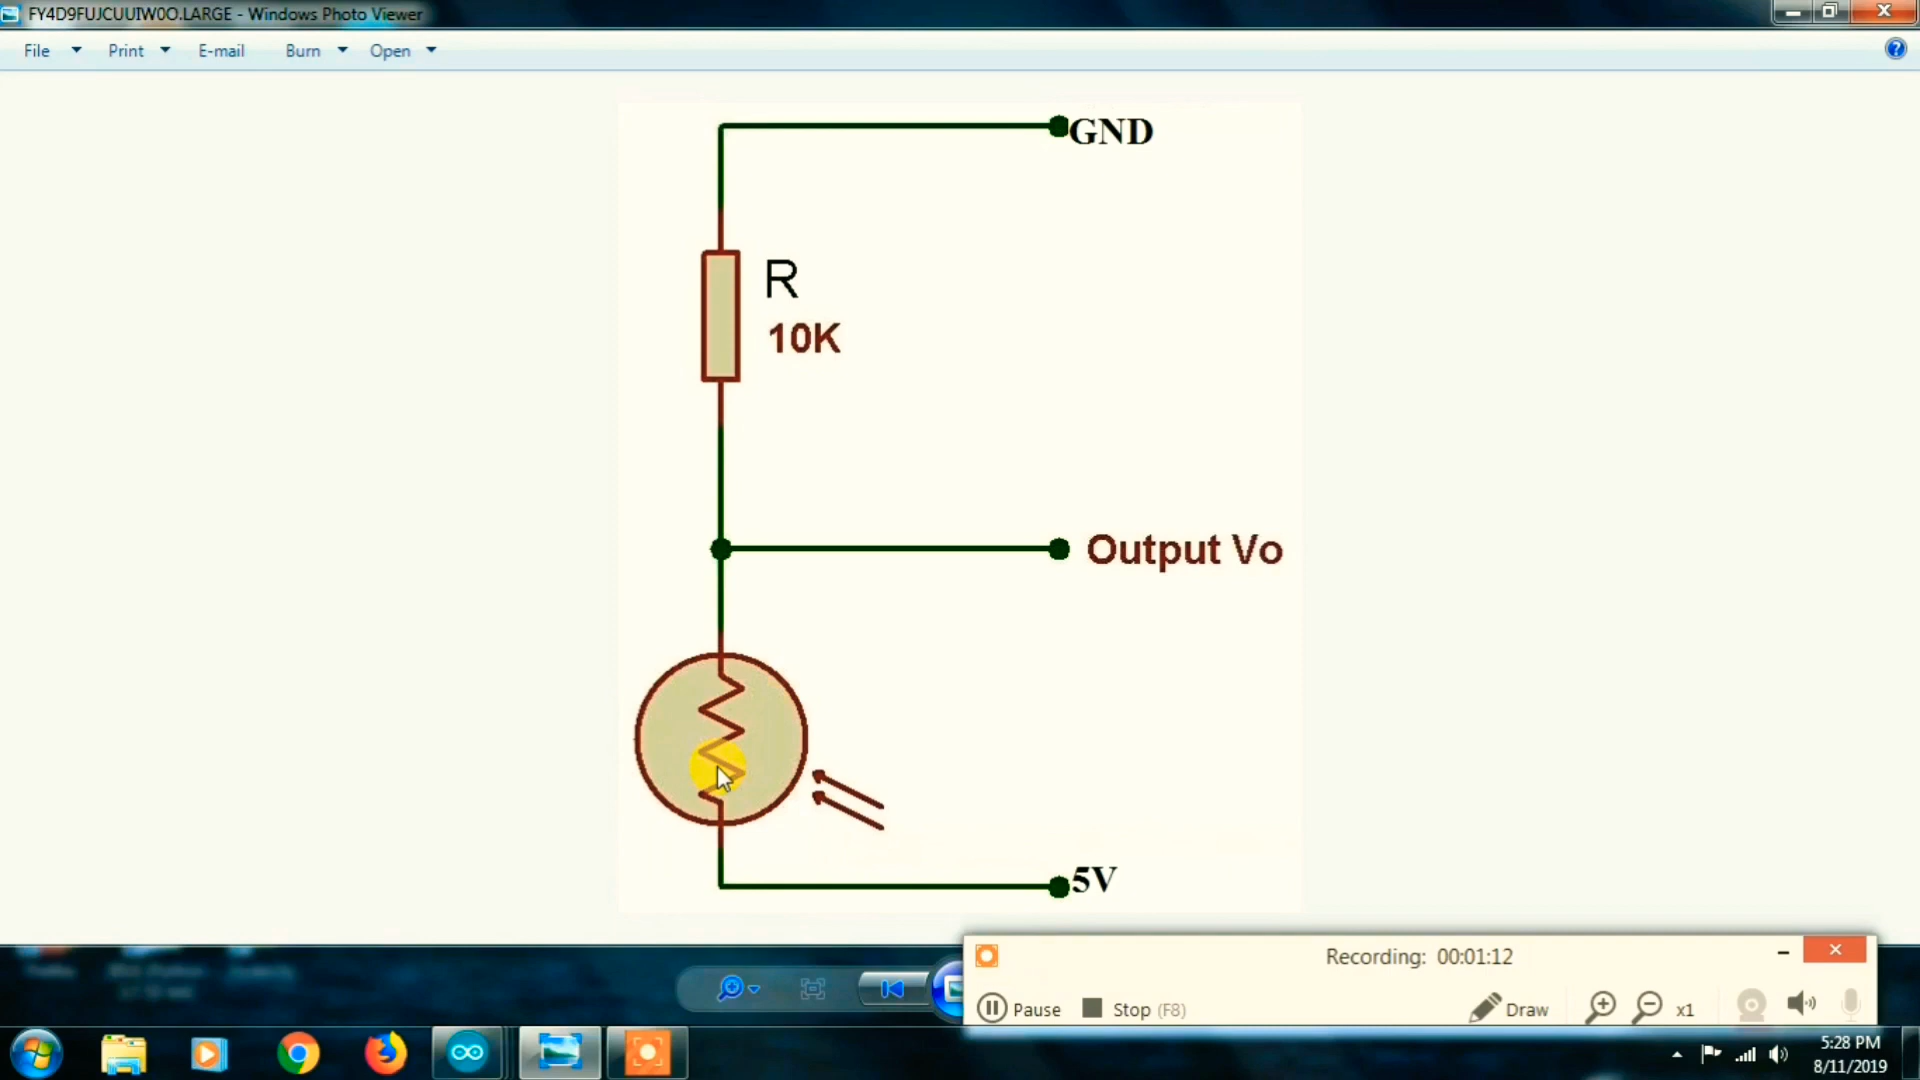 FY4D9FUJCUUIW0O.LARGE - Windows Photo Viewer
File Print E-mail Burn Open
GND
R
10K
Output Vo
5V
Recording: 00:01:12
Pause Stop (F8) Draw x1
5:28 PM
8/11/2019